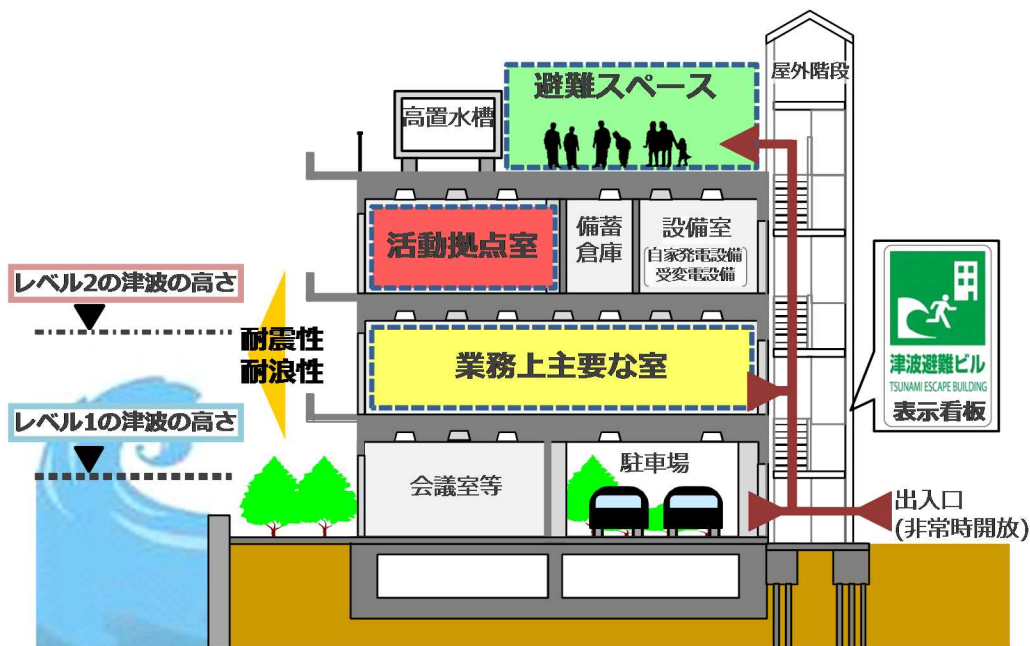 避難スペース
屋外階段
高置水槽
活動拠点室
備蓄
倉庫
設備室
自家発電設備
受変電設備
レベル2の津波の高さ
耐震性
耐浪性
業務上主要な室
津波避難ビル
TSUNAMI ESCAPE BUILDING
表示看板
レベル1の津波の高さ
会議室等
駐車場
出入口
(非常時開放)